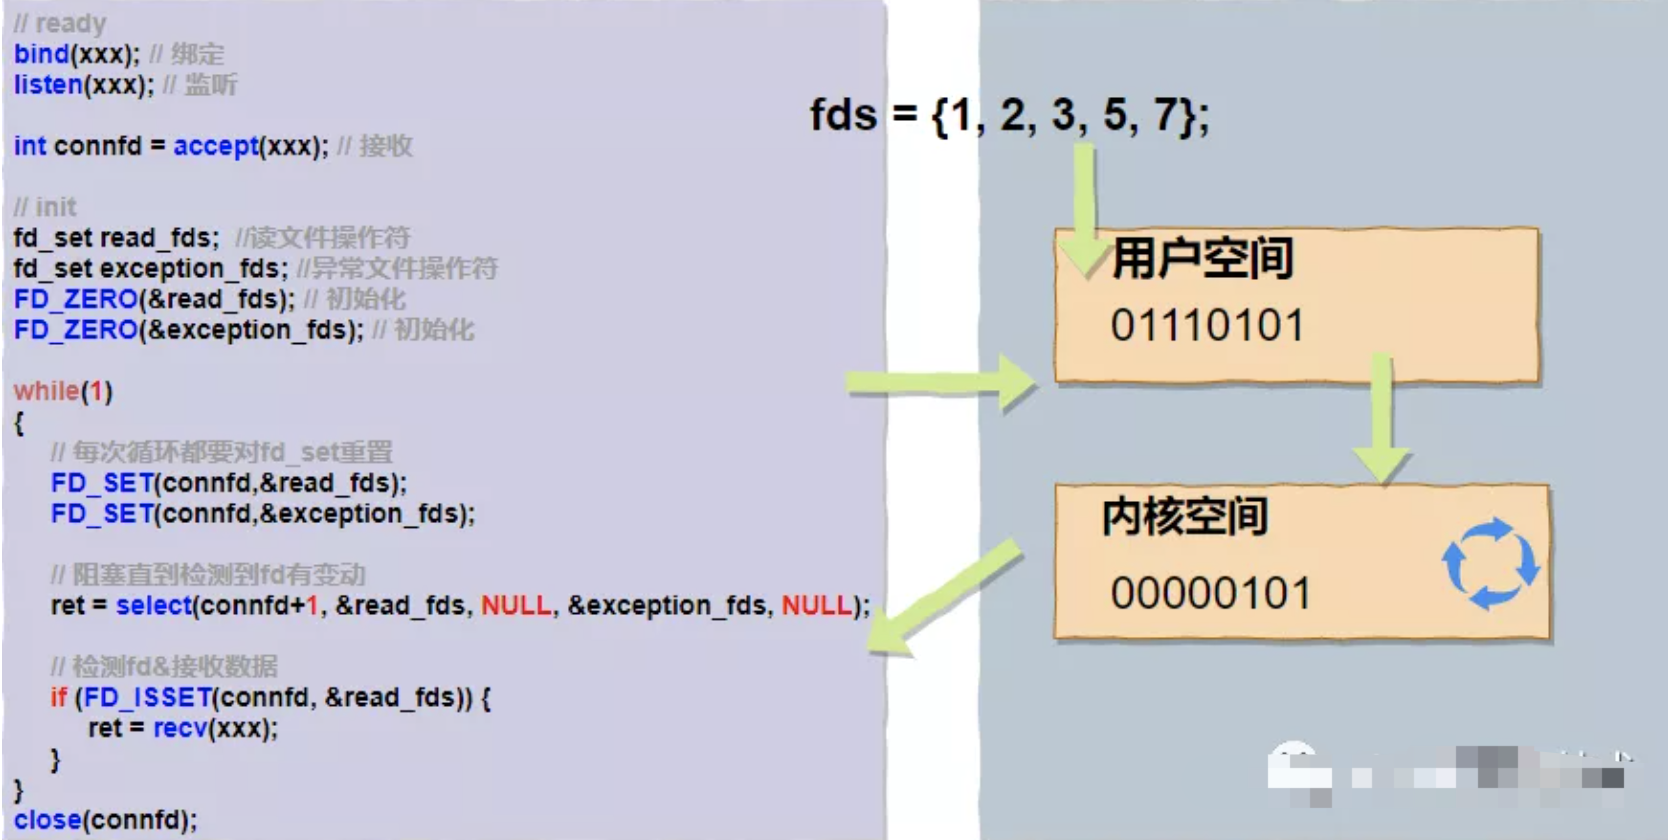 // ready
bind(xxx); // 绑定
listen(xxx); // 监听
int connfd = accept(xxx); // 接收
// init
fd_set read_fds; //读文件操作符
fd_set exception_fds; //异常文件操作符
FD_ZERO(&read_fds); // 初始化
FD_ZERO(&exception_fds); // 初始化
while(1)
{
// 每次循环都要对fd_set重置
FD_SET(connfd,&read_fds);
FD_SET(connfd,&exception_fds);
// 阻塞直到检测到fd有变动
ret = select(connfd+1, &read_fds, NULL, &exception_fds, NULL);
// 检测fd&接收数据
if (FD_ISSET(connfd, &read_fds)) {
ret = recv(xxx);
}
}
close(connfd);
fds = {1, 2, 3, 5, 7};
用户空间
01110101
内核空间
00000101